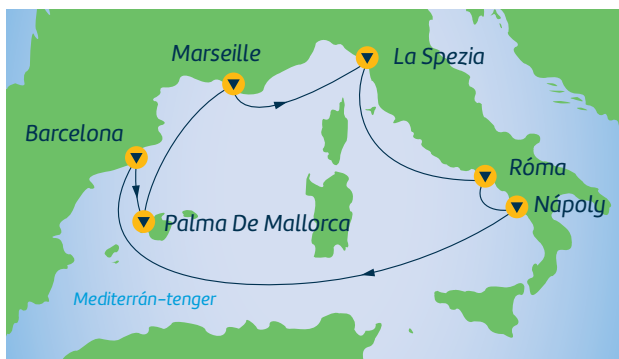 Marseille
La Spezia
Barcelona
Róma
Palma De Mallorca
Nápoly
Mediterrán-tenger